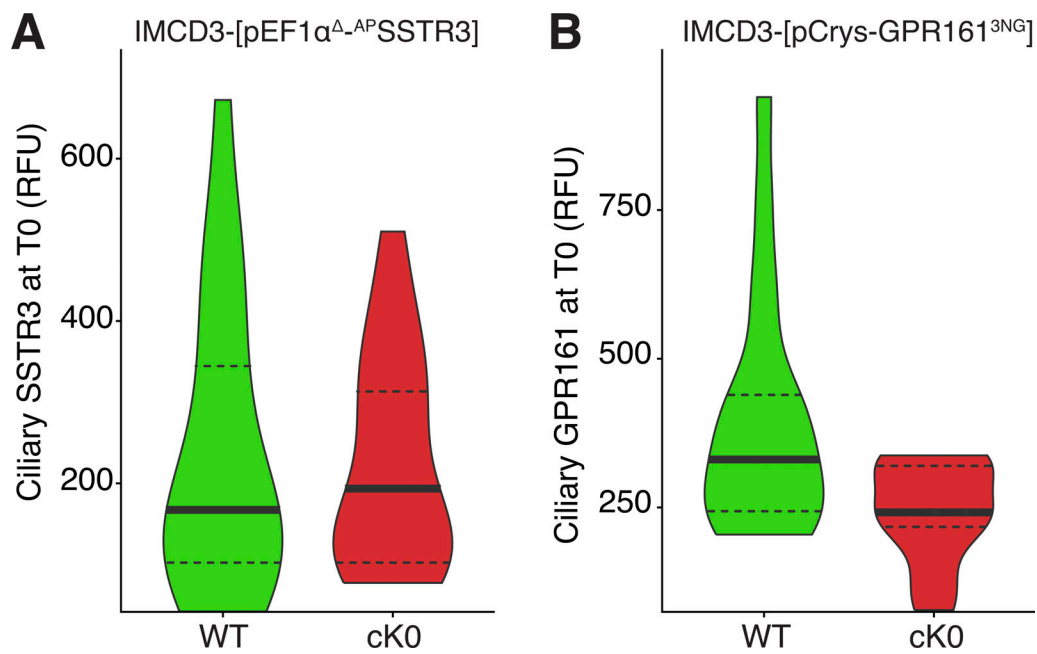 A
IMCD3-[pEF1αΔ-APSSTR3]
Ciliary SSTR3 at T0 (RFU)
600
400
200
WT
cK0
B
IMCD3-[pCrys-GPR1613NG]
Ciliary GPR161 at T0 (RFU)
750
500
250
WT
cK0